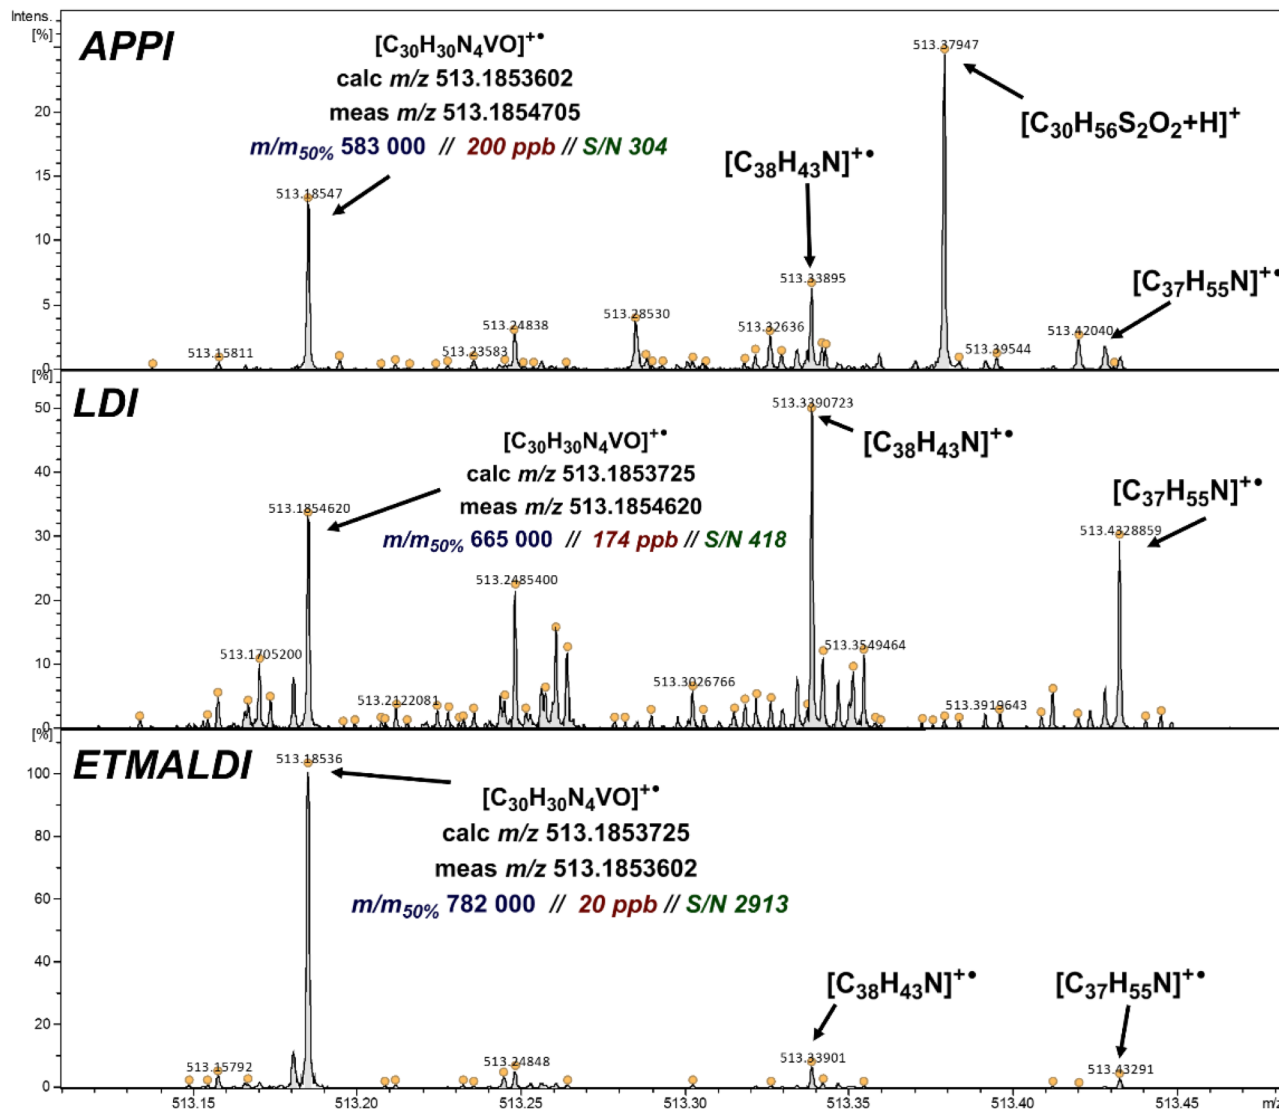 Intens.
[%]
APPI
[C30H30N4VO]+•
calc m/z 513.1853602
meas m/z 513.1854705
m/m50% 583 000 // 200 ppb // S/N 304
513.37947
[C30H56S2O2+H]+
[C38H43N]+•
[C37H55N]+•
20
15
10
5
0
513.18547
513.15811
513.23583
513.24838
513.28530
513.32636
513.33895
513.39544
513.42040
[%]
LDI
[C30H30N4VO]+•
calc m/z 513.1853725
meas m/z 513.1854620
m/m50% 665 000 // 174 ppb // S/N 418
513.3390723
[C38H43N]+•
[C37H55N]+•
50
40
30
20
10
0
513.1854620
513.1705200
513.2122081
513.2485400
513.3026766
513.3549464
513.3919643
513.4328859
[%]
ETMALDI
513.18536
[C30H30N4VO]+•
calc m/z 513.1853725
meas m/z 513.1853602
m/m50% 782 000 // 20 ppb // S/N 2913
[C38H43N]+•
[C37H55N]+•
100
80
60
40
20
0
513.15792
513.24848
513.33901
513.43291
513.15
513.20
513.25
513.30
513.35
513.40
513.45